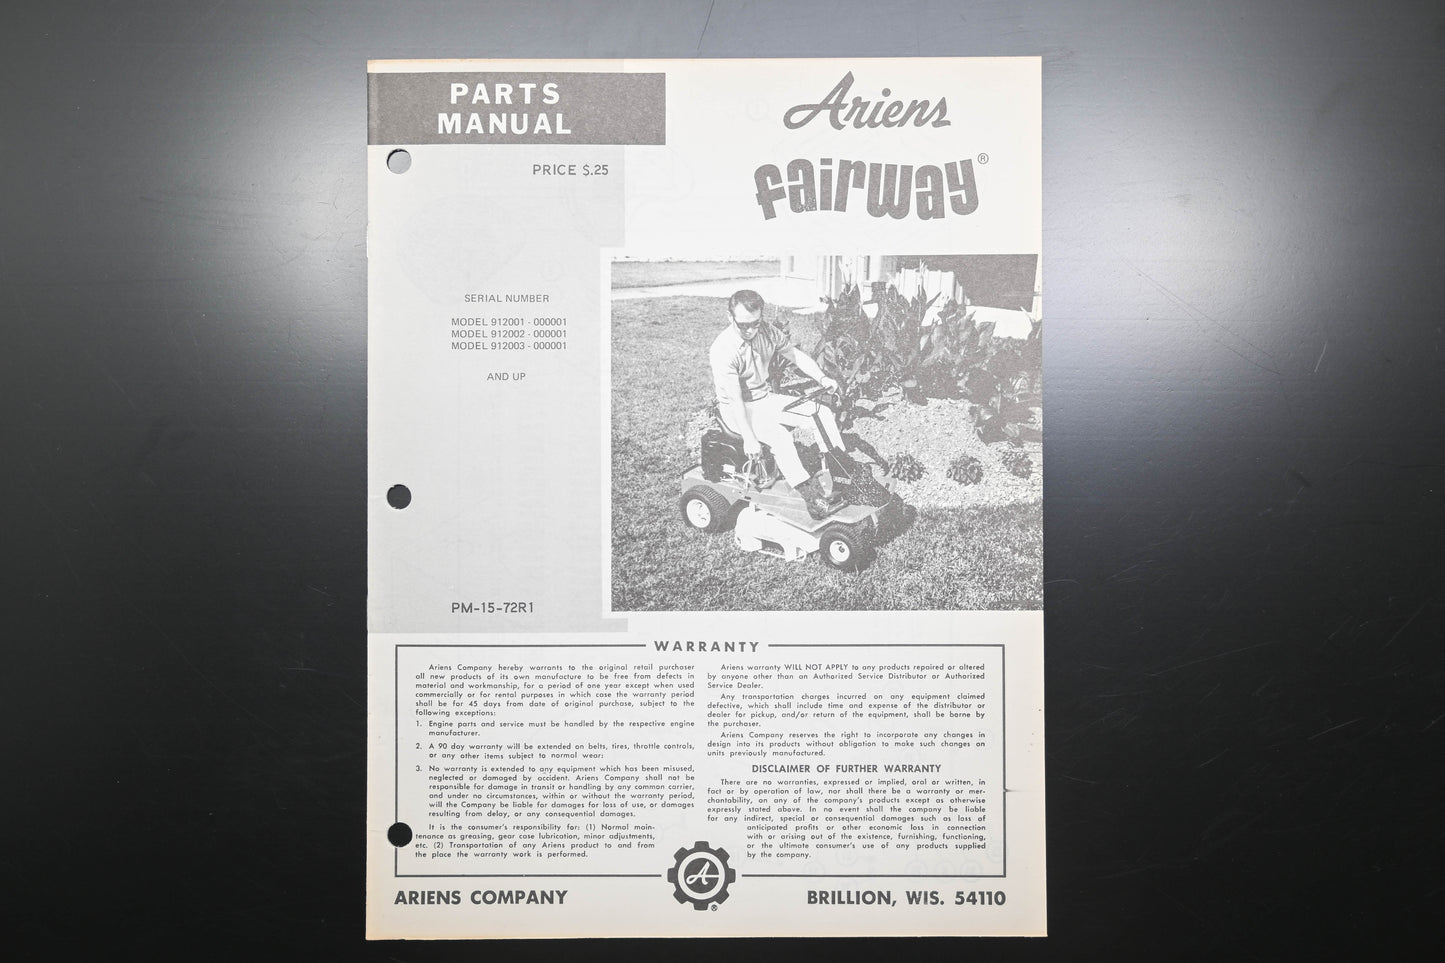 PARTS
MANUAL
PRICE $.25
Ariens
fairway®
SERIAL NUMBER
MODEL 912001 - 000001
MODEL 912002 - 000001
MODEL 912003 - 000001
AND UP
PM-15-72R1
WARRANTY
Ariens Company hereby warrants to the original retail purchaser
all new products of its own manufacture to be free from defects in
material and workmanship, for a period of one year except when used
commercially or for rental purposes in which case the warranty period
shall be for 45 days from date of original purchase, subject to the
following exceptions:
1. Engine parts and service must be handled by the respective engine
manufacturer.
2. A 90 day warranty will be extended on belts, tires, throttle controls,
or any other items subject to normal wear:
3. No warranty is extended to any equipment which has been misused,
neglected or damaged by accident. Ariens Company shall not be
responsible for damage in transit or handling by any common carrier,
and under no circumstances, within or without the warranty period,
will the Company be liable for damages for loss of use, or damages
resulting from delay, or any consequential damages.
It is the consumer's responsibility for: (1) Normal main-
tenance as greasing, gear case lubrication, minor adjustments,
etc. (2) Transportation of any Ariens product to and from
the place the warranty work is performed.
Ariens warranty WILL NOT APPLY to any products repaired or altered
by anyone other than an Authorized Service Distributor or Authorized
Service Dealer.
Any transportation charges incurred on any equipment claimed
defective, which shall include time and expense of the distributor or
dealer for pickup, and/or return of the equipment, shall be borne by
the purchaser.
Ariens Company reserves the right to incorporate any changes in
design into its products without obligation to make such changes on
units previously manufactured.
DISCLAIMER OF FURTHER WARRANTY
There are no warranties, expressed or implied, oral or written, in
fact or by operation of law, nor shall there be a warranty or mer-
chantability, on any of the company's products except as otherwise
expressly stated above. In no event shall the company be liable
for any indirect, special or consequential damages such as loss of
anticipated profits or other economic loss in connection
with or arising out of the existence, furnishing, functioning,
or the ultimate consumer's use of any products supplied
by the company.
A®
ARIENS COMPANY
BRILLION, WIS. 54110